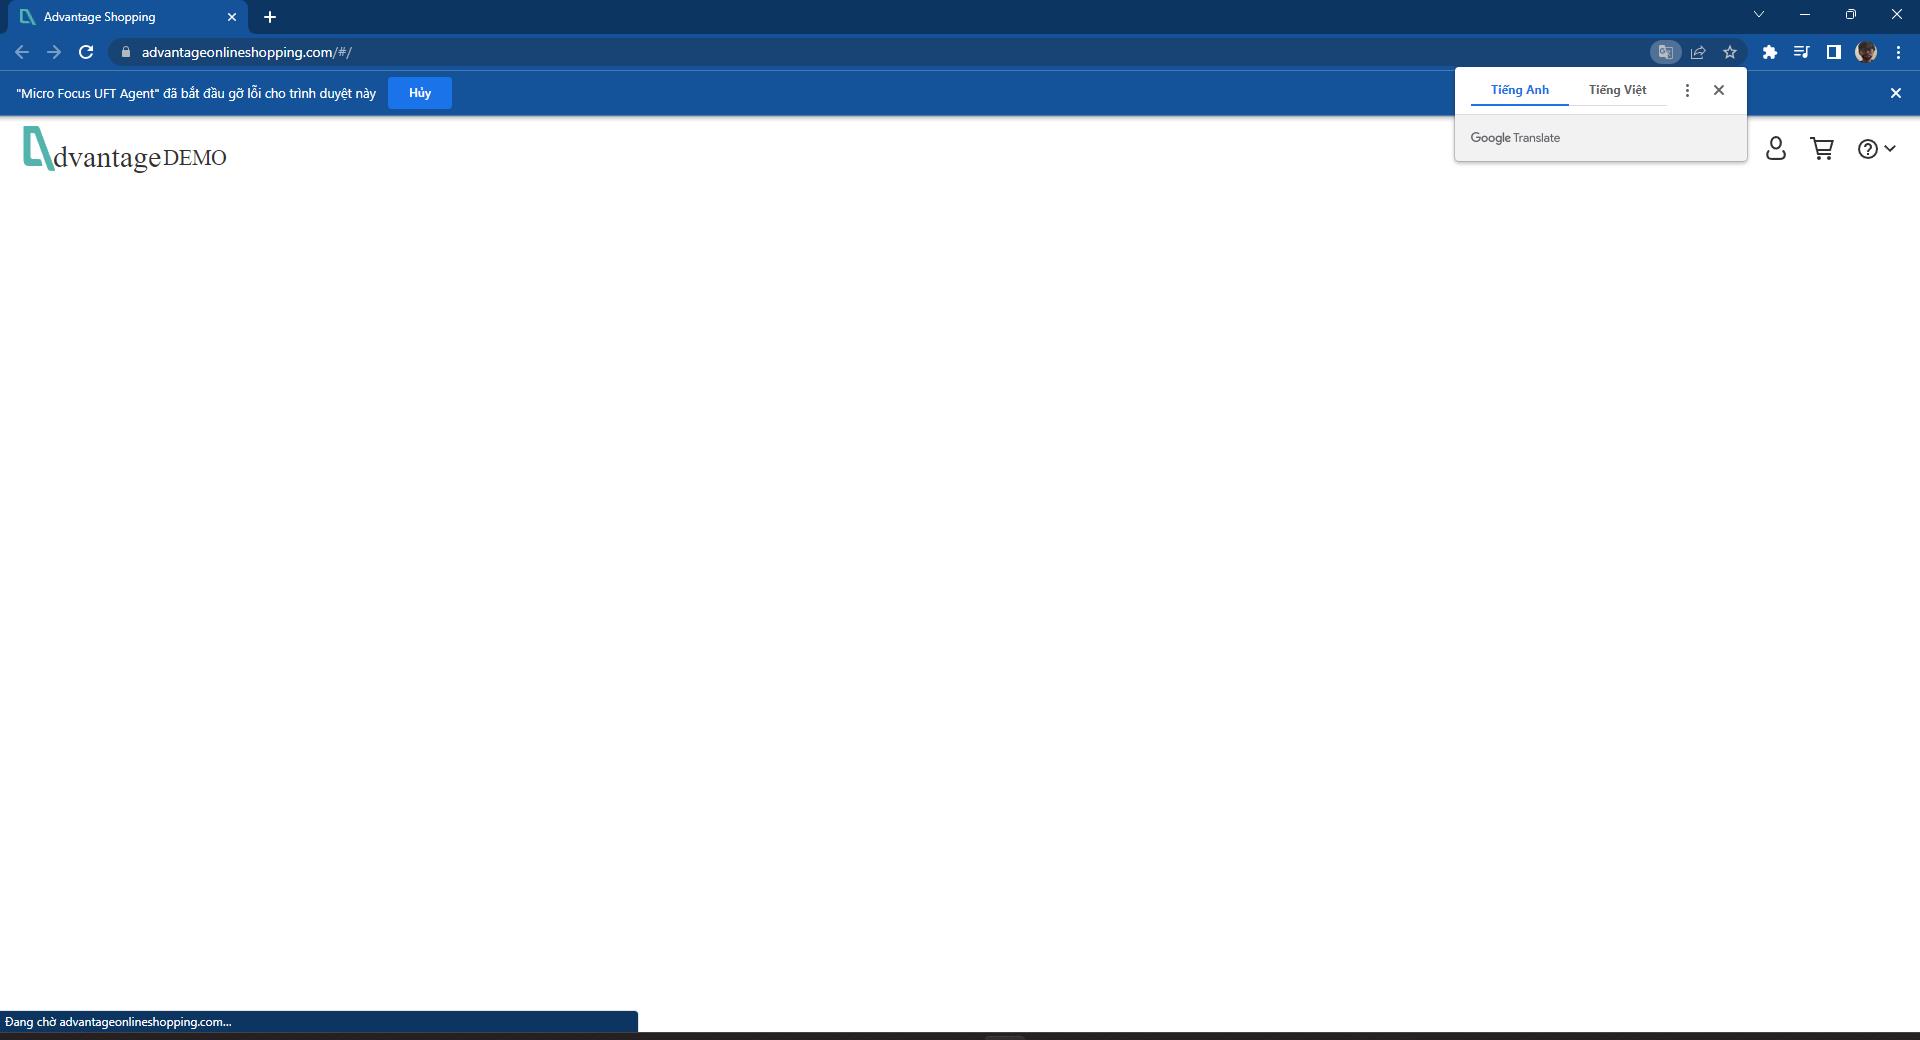 Advantage Shopping
advantageonlineshopping.com/#/
"Micro Focus UFT Agent" đã bắt đầu gỡ lỗi cho trình duyệt này
Hủy
Tiếng Anh
Tiếng Việt
Google Translate
dvantage DEMO
Đang chờ advantageonlineshopping.com...